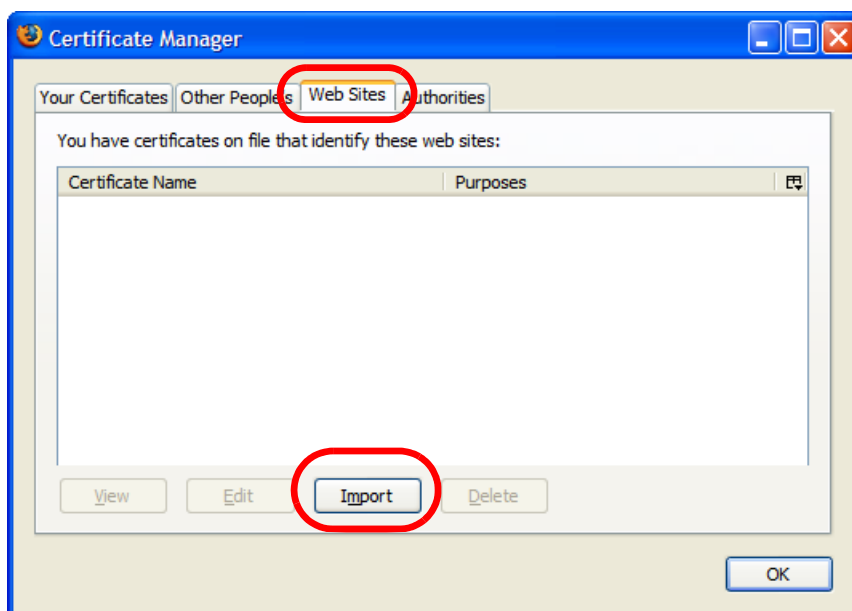 Certificate Manager
Your Certificates Other People's Web Sites Authorities
You have certificates on file that identify these web sites:
Certificate Name Purposes
View Edit Import Delete
OK